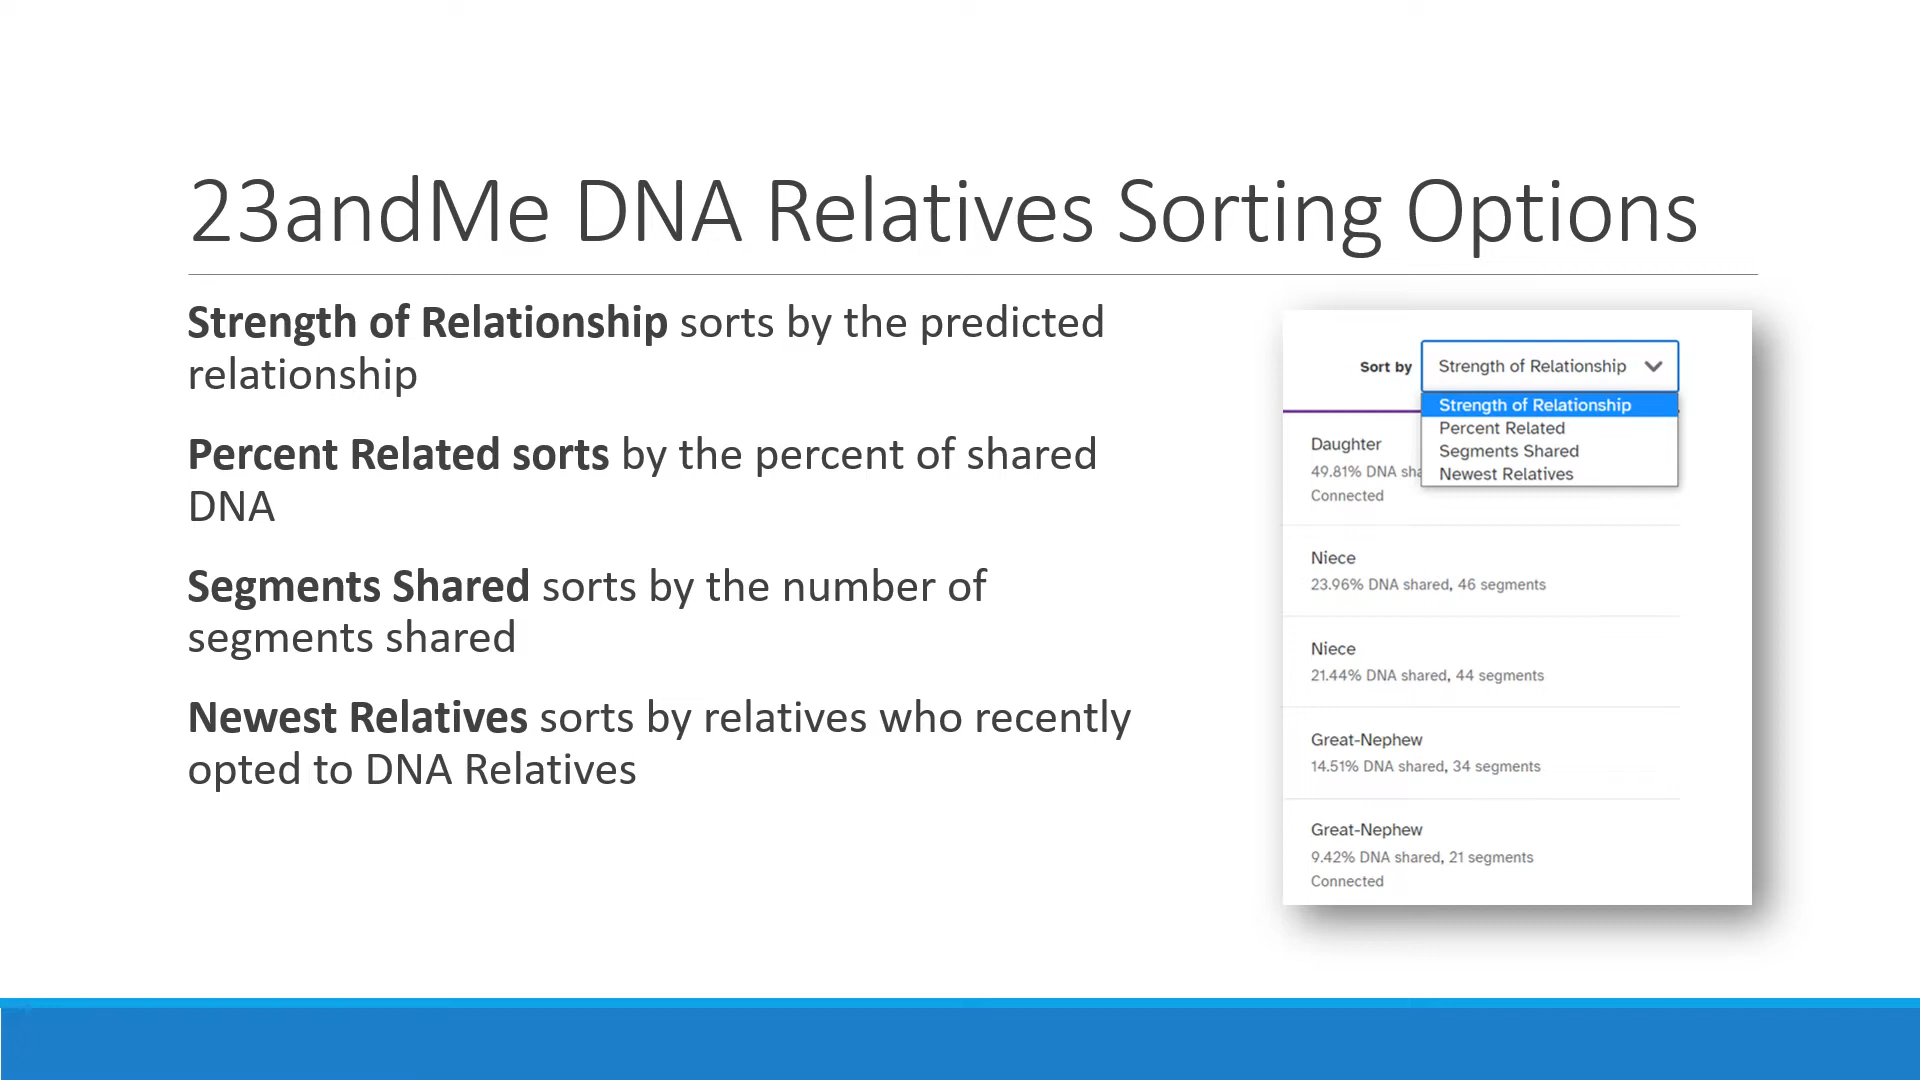 23andMe DNA Relatives Sorting Options
Strength of Relationship sorts by the predicted
relationship
Percent Related sorts by the percent of shared
DNA
Segments Shared sorts by the number of
segments shared
Newest Relatives sorts by relatives who recently
opted to DNA Relatives
Sort by Strength of Relationship
Strength of Relationship
Percent Related
Segments Shared
Newest Relatives
Daughter
49.81% DNA
Connected
Niece
23.96% DNA shared, 46 segments
Niece
21.44% DNA shared, 44 segments
Great-Nephew
14.51% DNA shared, 34 segments
Great-Nephew
9.42% DNA shared, 21 segments
Connected